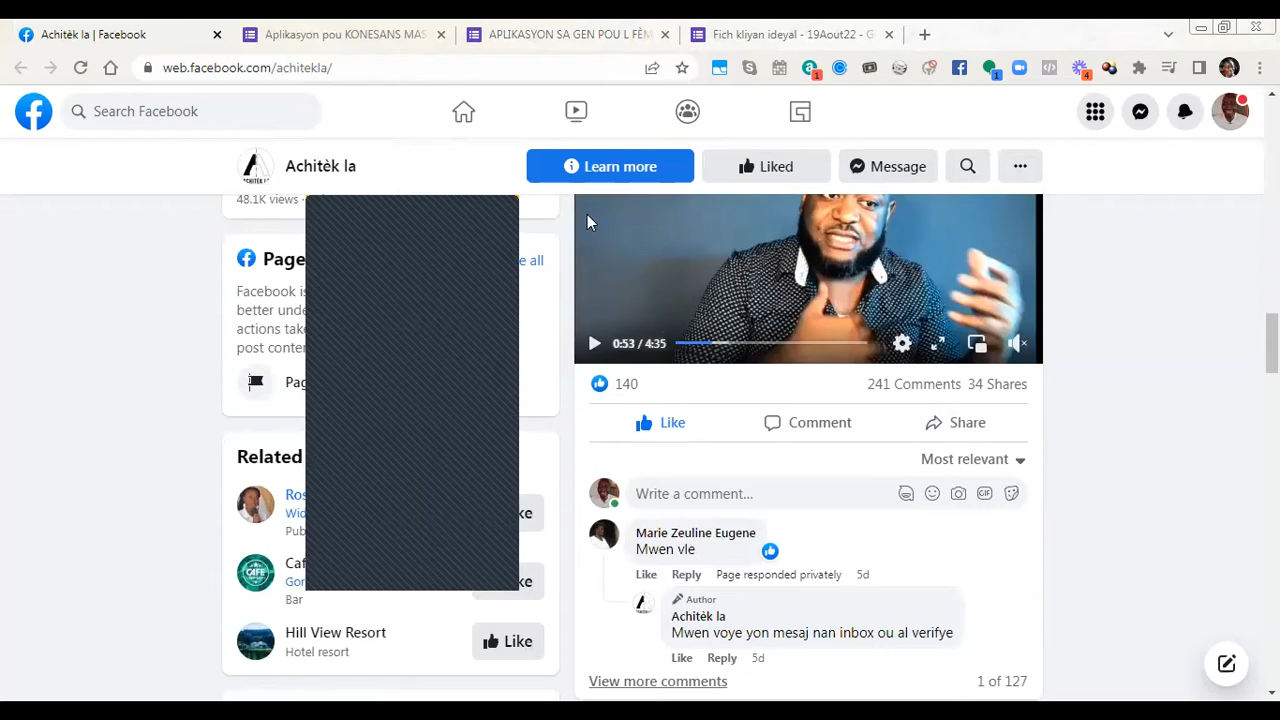 Achitèk la | Facebook
Aplikasyon pou KONESANS MAS
APLIKASYON SA GEN POU L FÈM
Fich kliyan ideyal - 19Aout22 - G
web.facebook.com/achitekla/
1
1
4
Search Facebook
Achitèk la
Learn more
Liked
Message
48.1K views ·
Page
e all
Facebook is
better unde
actions take
post conten
Pag
Related
Ros
Wid
Pub
ke
Caf
Gor
Bar
ke
Hill View Resort
Hotel resort
Like
0:53 / 4:35
140
241 Comments 34 Shares
Like
Comment
Share
Most relevant
Write a comment...
GIF
Marie Zeuline Eugene
Mwen vle
Like Reply Page responded privately 5d
Author
Achitèk la
Mwen voye yon mesaj nan inbox ou al verifye
Like Reply 5d
View more comments
1 of 127